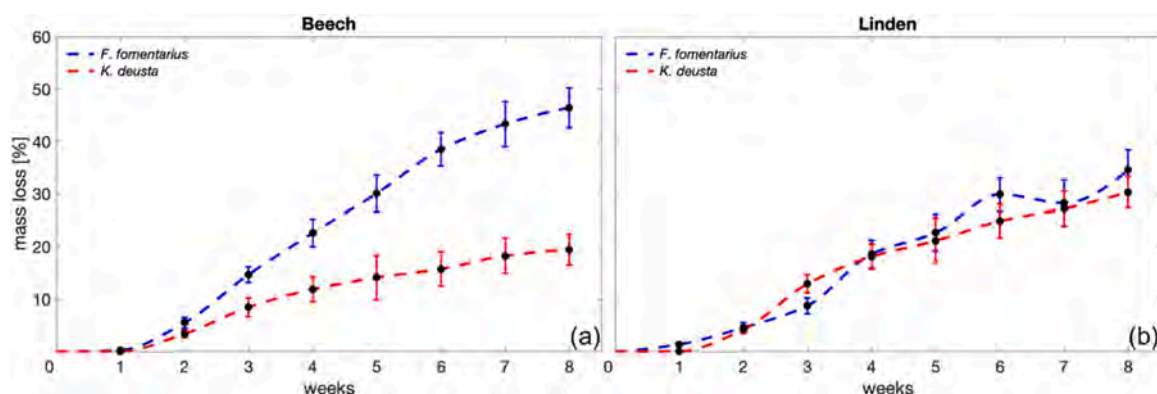 Beech
60
50
40
30
20
10
mass loss [%]
F. fomentarius
K. deusta
(a)
0 1 2 3 4 5 6 7 8
weeks
Linden
F. fomentarius
K. deusta
(b)
0 1 2 3 4 5 6 7 8
weeks